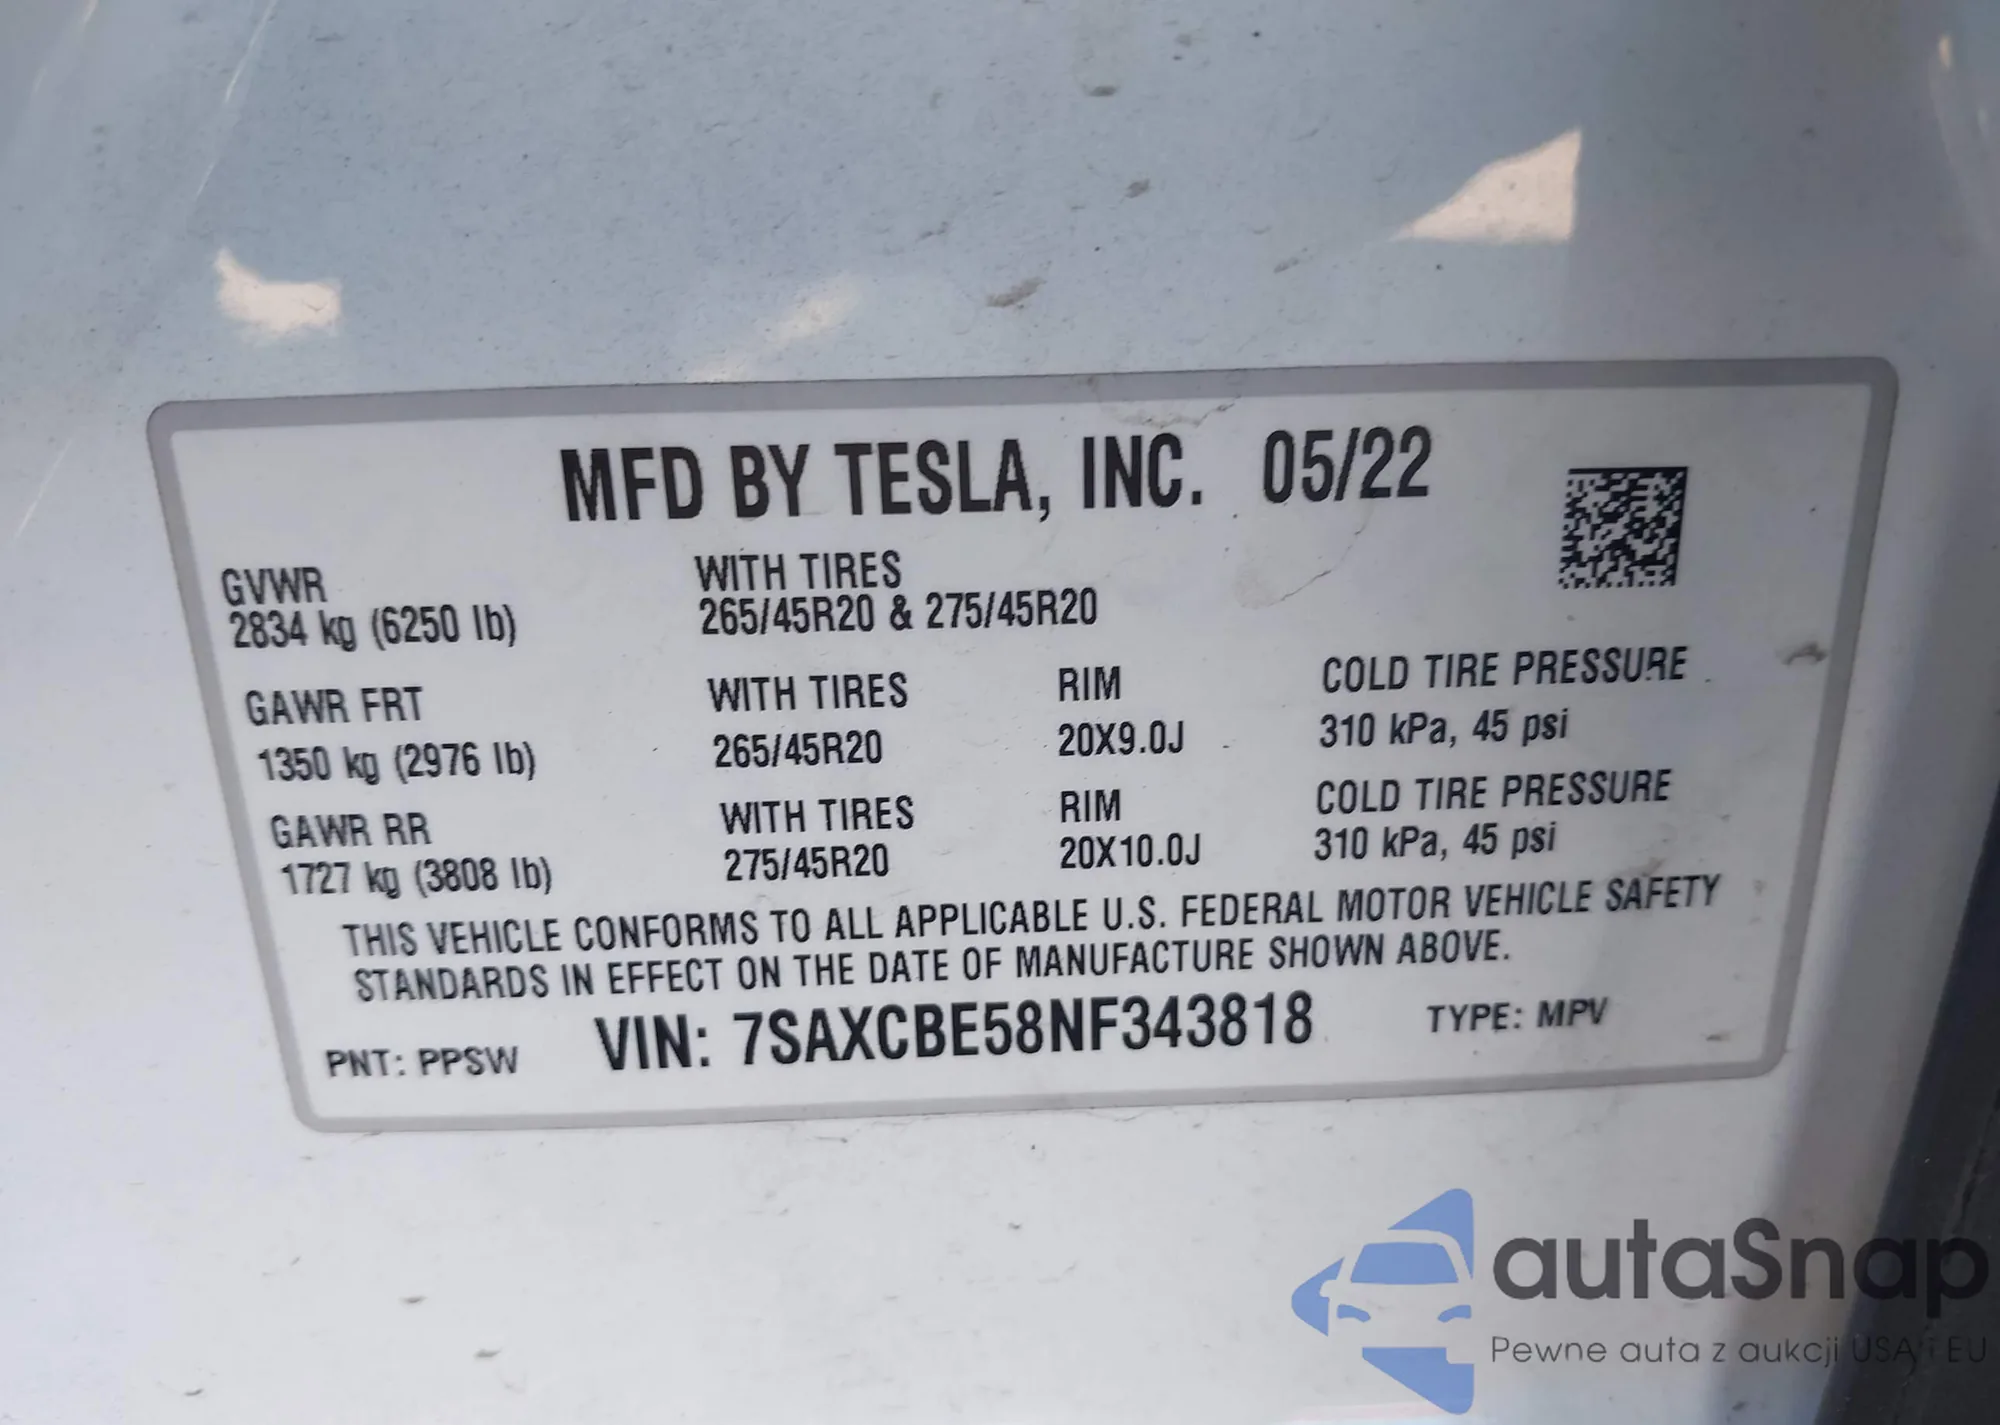 MFD BY TESLA, INC. 05/22
GVWR WITH TIRES
2834 kg (6250 lb) 265/45R20 & 275/45R20
GAWR FRT WITH TIRES RIM COLD TIRE PRESSURE
1350 kg (2976 lb) 265/45R20 20X9.0J 310 kPa, 45 psi
GAWR RR WITH TIRES RIM COLD TIRE PRESSURE
1727 kg (3808 lb) 275/45R20 20X10.0J 310 kPa, 45 psi
THIS VEHICLE CONFORMS TO ALL APPLICABLE U.S. FEDERAL MOTOR VEHICLE SAFETY
STANDARDS IN EFFECT ON THE DATE OF MANUFACTURE SHOWN ABOVE.
PNT: PPSW VIN: 7SAXCBE58NF343818 TYPE: MPV
autaSnap
Pewne auta z aukcji USA i EU